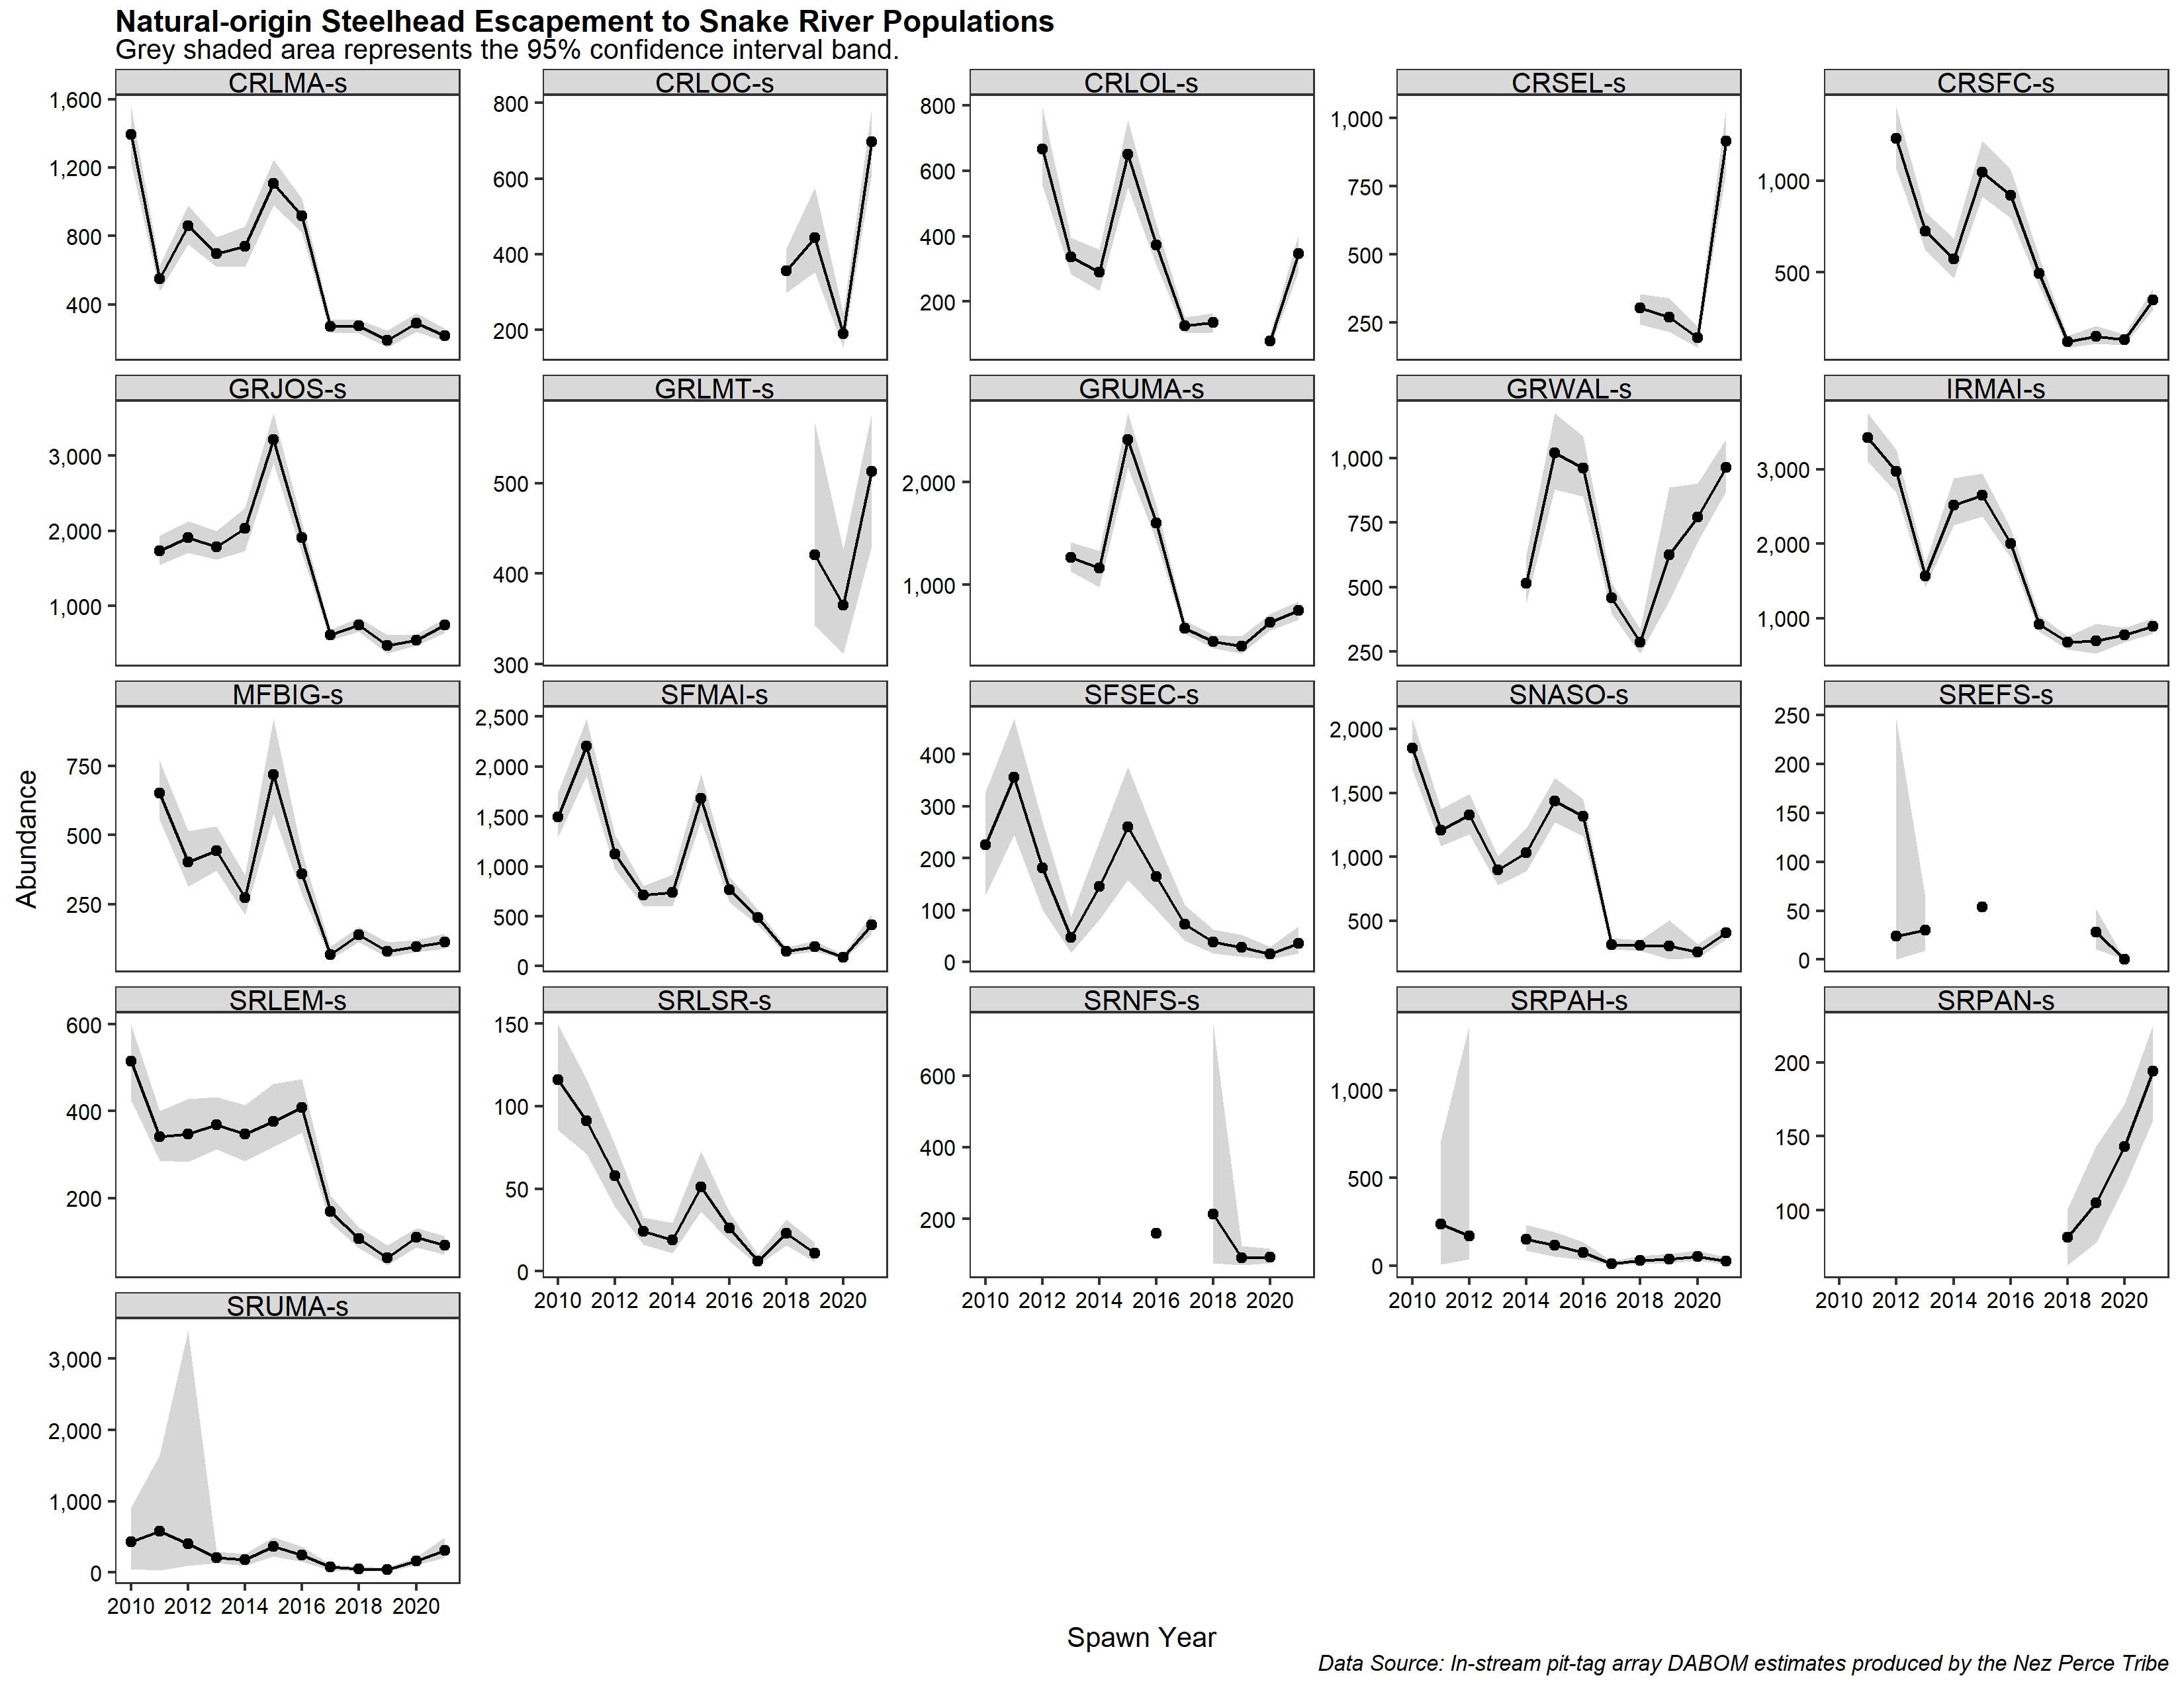 Natural-origin Steelhead Escapement to Snake River Populations
Grey shaded area represents the 95% confidence interval band.
CRLMA-s
1,600
1,200
800
400
CRLOC-s
800
600
400
200
CRLOL-s
800
600
400
200
CRSEL-s
1,000
750
500
250
CRSFC-s
1,000
500
GRJOS-s
3,000
2,000
1,000
GRLMT-s
500
400
300
GRUMA-s
2,000
1,000
GRWAL-s
1,000
750
500
250
IRMAI-s
3,000
2,000
1,000
Abundance
MFBIG-s
750
500
250
SFMAI-s
2,500
2,000
1,500
1,000
500
0
SFSEC-s
400
300
200
100
0
SNASO-s
2,000
1,500
1,000
500
SREFS-s
250
200
150
100
50
0
SRLEM-s
600
400
200
SRLSR-s
150
100
50
0
2010 2012 2014 2016 2018 2020
SRNFS-s
600
400
200
2010 2012 2014 2016 2018 2020
SRPAH-s
1,000
500
0
2010 2012 2014 2016 2018 2020
SRPAN-s
200
150
100
2010 2012 2014 2016 2018 2020
SRUMA-s
3,000
2,000
1,000
0
2010 2012 2014 2016 2018 2020
Spawn Year
Data Source: In-stream pit-tag array DABOM estimates produced by the Nez Perce Tribe